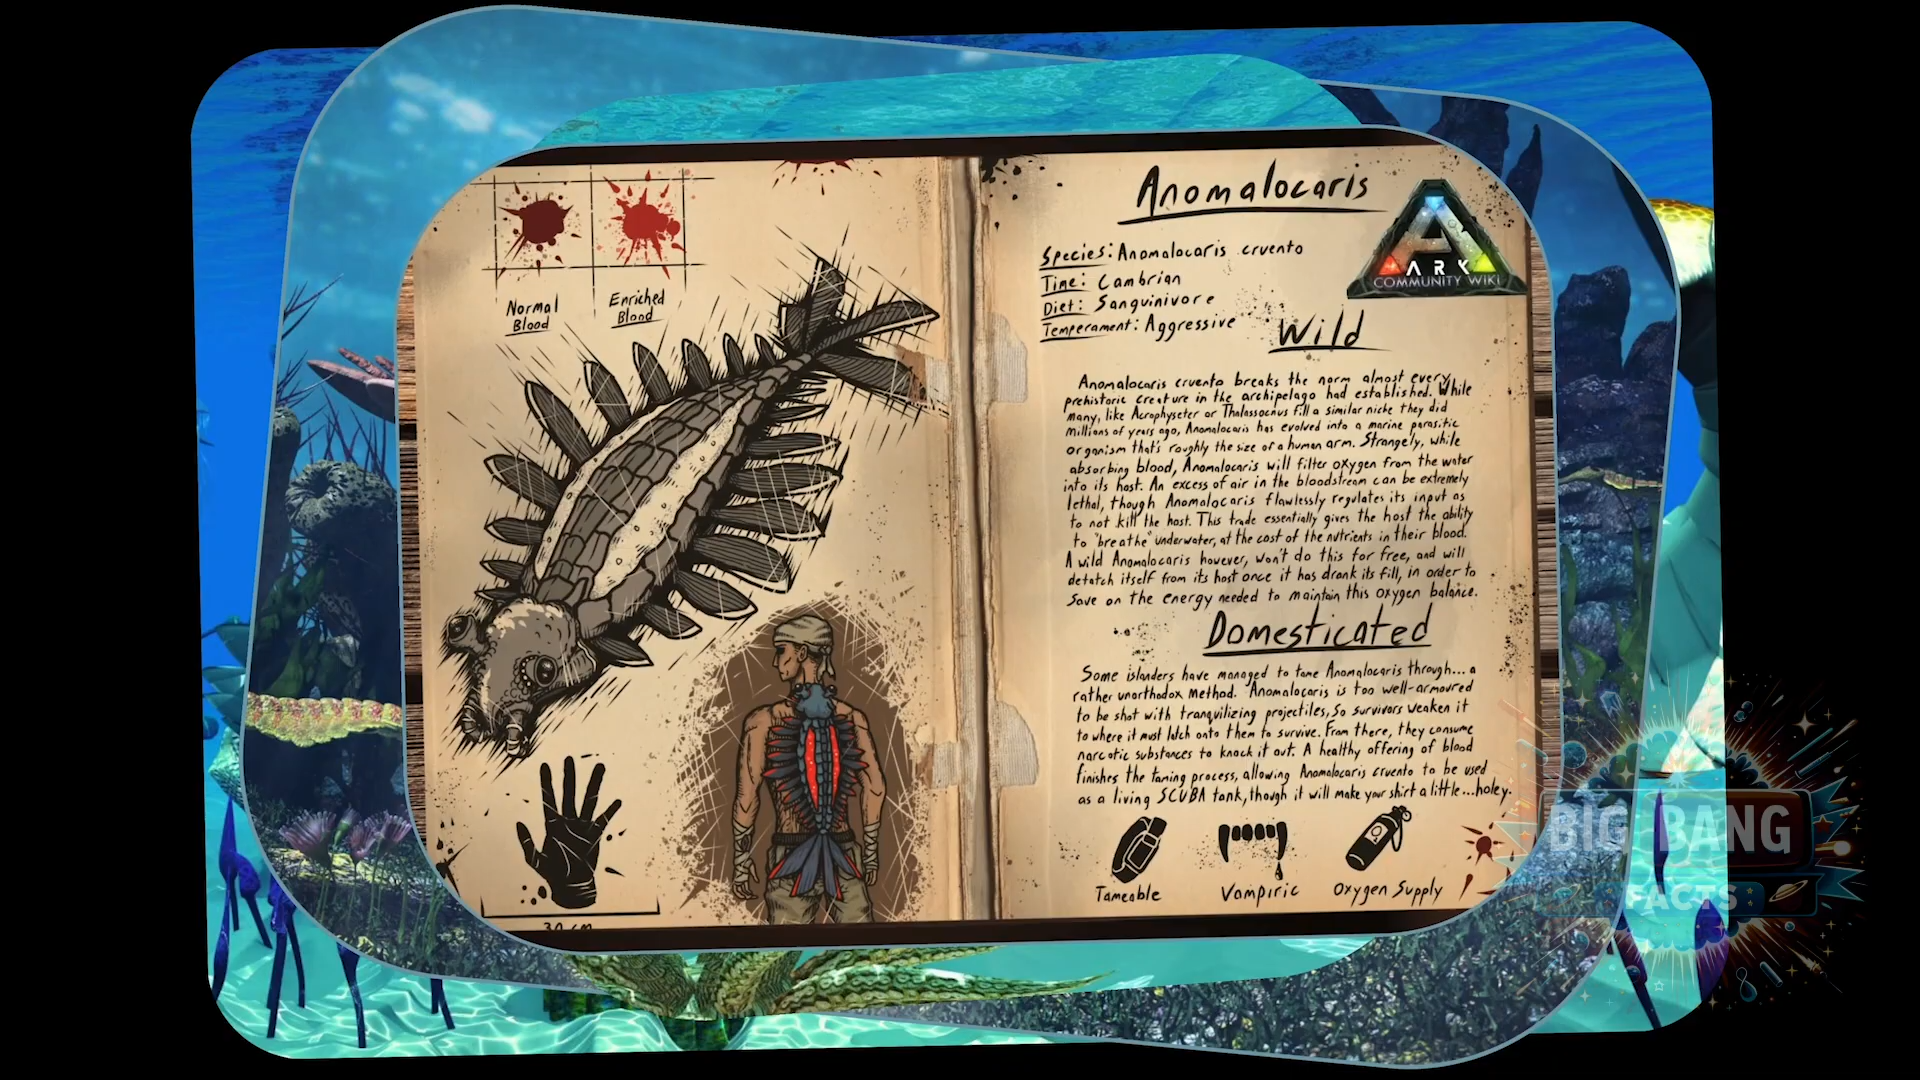 Normal
Blood
Enriched
Blood
30 cm
Anomalocaris
Species: Anomalocaris cruento
Time: Cambrian
Diet: Sanguinivore
Temperament: Aggressive
ARK
COMMUNITY WIKI
Wild
Anomalocaris cruento breaks the norm almost every
prehistoric creature in the archipelago had established. While
many, like Acrophyseter or Thalassocnus fill a similar niche they did
Millions of years ago, Anomalocaris has evolved into a marine parasitic
organism that's roughly the size of a human arm. Strangely, while
absorbing blood, Anomalocaris will filter oxygen from the water
into its host. An excess of air in the bloodstream can be extremely
lethal, though Anomalocaris flawlessly regulates its input as
to not kill the host. This trade essentially gives the host the ability
to "breathe" underwater, at the cost of the nutrients in their blood.
A wild Anomalocaris however, won't do this for free, and will
detatch itself from its host once it has drank its fill, in order to
save on the energy needed to maintain this oxygen balance.
Domesticated
Some islanders have managed to tame Anomalocaris through... a
rather unorthodox method. Anomalocaris is too well-armoured
to be shot with tranquilizing projectiles, So survivors weaken it
to where it must latch onto them to survive. From there, they consume
narcotic substances to knock it out. A healthy offering of blood
finishes the taming process, allowing Anomalocaris cruento to be used
as a living SCUBA tank, though it will make your shirt a little...holey.
Tameable
Vampiric
Oxygen Supply
BIG BANG
FACTS